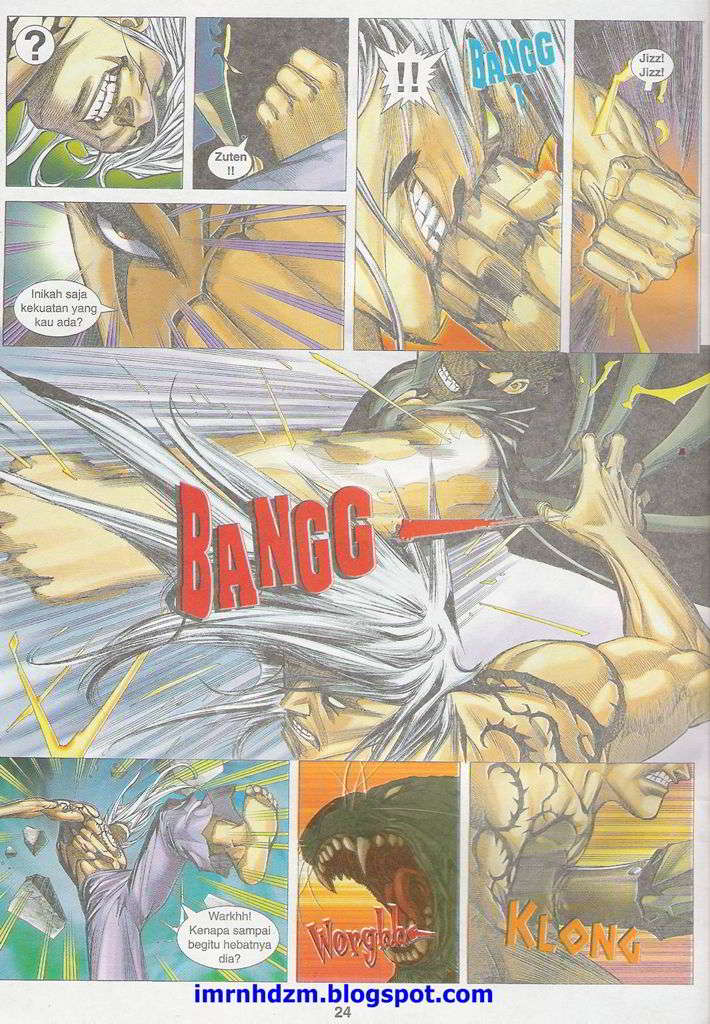 ?
Zuten
!!
!!
BANGG
!
Jizz!
Jizz!
Inikah saja
kekuatan yang
kau ada?
BANGG
Warkhh!
Kenapa sampai
begitu hebatnya
dia?
KLONG
imrnhdzm.blogspot.com
24